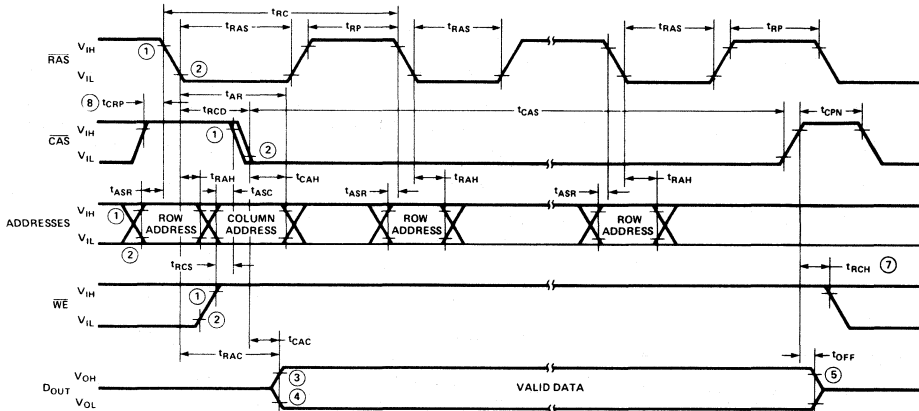 tRC
tRAS tRP tRAS tRAS tRP
RAS VIH ①
VIL ②
tAR
⑧ tCRP tRCD tCAS tCPN
CAS VIH ①
VIL ②
tRAH tCAH
tASR tASC tASR tRAH tASR tRAH
ADDRESSES VIH ① ROW ADDRESS COLUMN ADDRESS ROW ADDRESS ROW ADDRESS
VIL ②
tRCS tRCH ⑦
WE VIH ①
VIL ②
tCAC
tRAC tOFF
DOUT VOH ③ VALID DATA ⑤
VOL ④